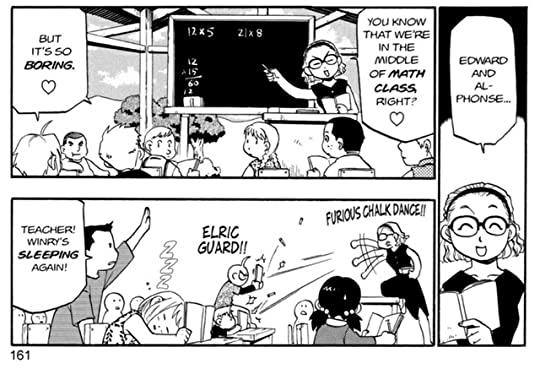 EDWARD
AND
AL-
PHONSE...
YOU KNOW
THAT WE'RE
IN THE
MIDDLE
OF MATH
CLASS,
RIGHT?
♡
12×5 21×8
12
×15
60
12
BUT
IT'S SO
BORING.
♡
FURIOUS CHALK DANCE!!
ELRIC
GUARD!!
ZZZZ
TEACHER!
WINRY'S
SLEEPING
AGAIN!
161